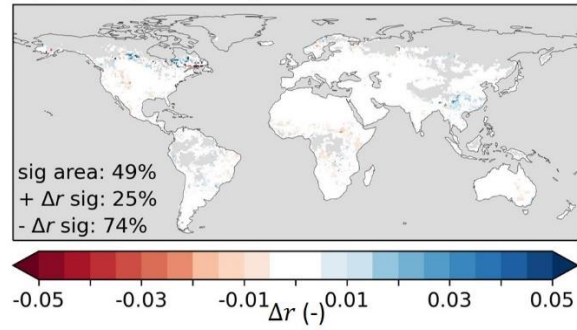 sig area: 49%
+ Δr sig: 25%
- Δr sig: 74%
-0.05 -0.03 -0.01 0.01 0.03 0.05
Δr (-)